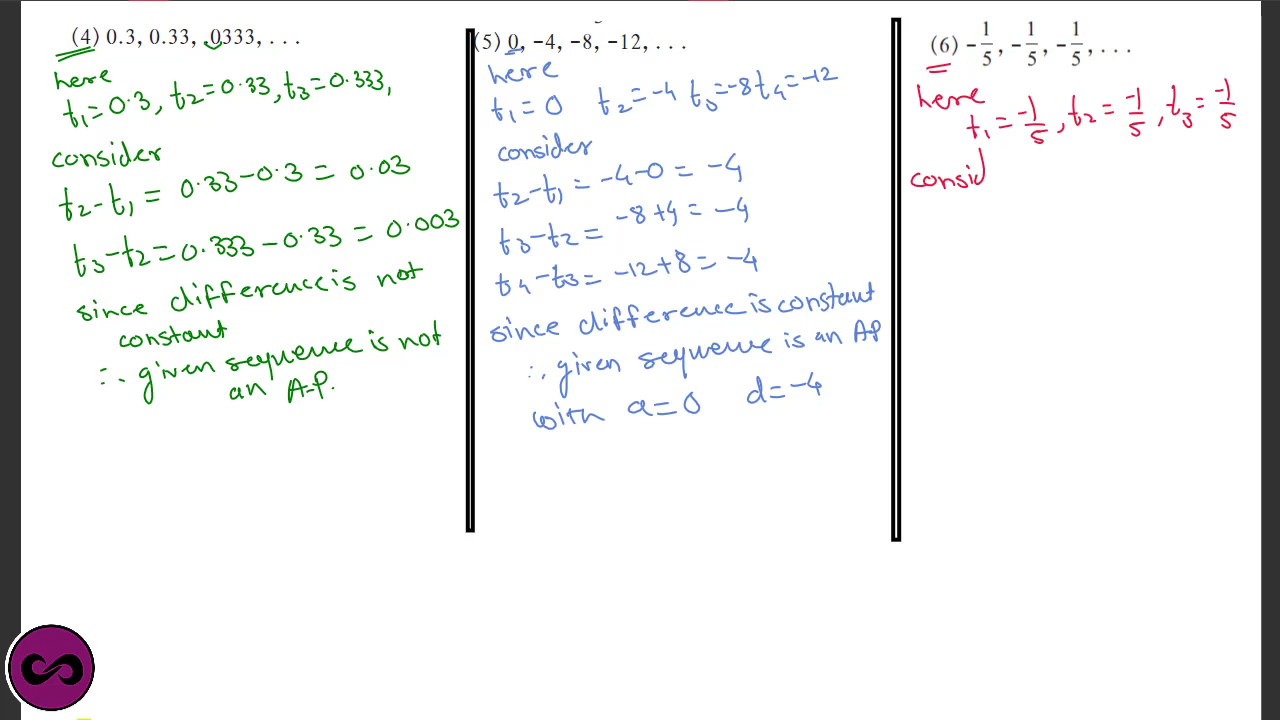 (4) 0.3, 0.33, .0333, . . .
here
t₁=0.3, t₂=0.33, t₃=0.333,
consider
t₂-t₁ = 0.33-0.3 = 0.03
t₃-t₂=0.333-0.33 = 0.003
since difference is not
constant
∴ given sequence is not
an A.P.
(5) 0, -4, -8, -12, . . .
here
t₁=0 t₂=-4 t₃=-8 t₄=-12
consider
t₂-t₁ = -4-0 = -4
t₃-t₂ = -8+4 = -4
t₄-t₃= -12+8 = -4
since difference is constant
∴ given sequence is an AP
with a=0 d=-4
(6) -1/5, -1/5, -1/5, . . .
here
t₁ = -1/5, t₂ = -1/5, t₃ = -1/5
consid